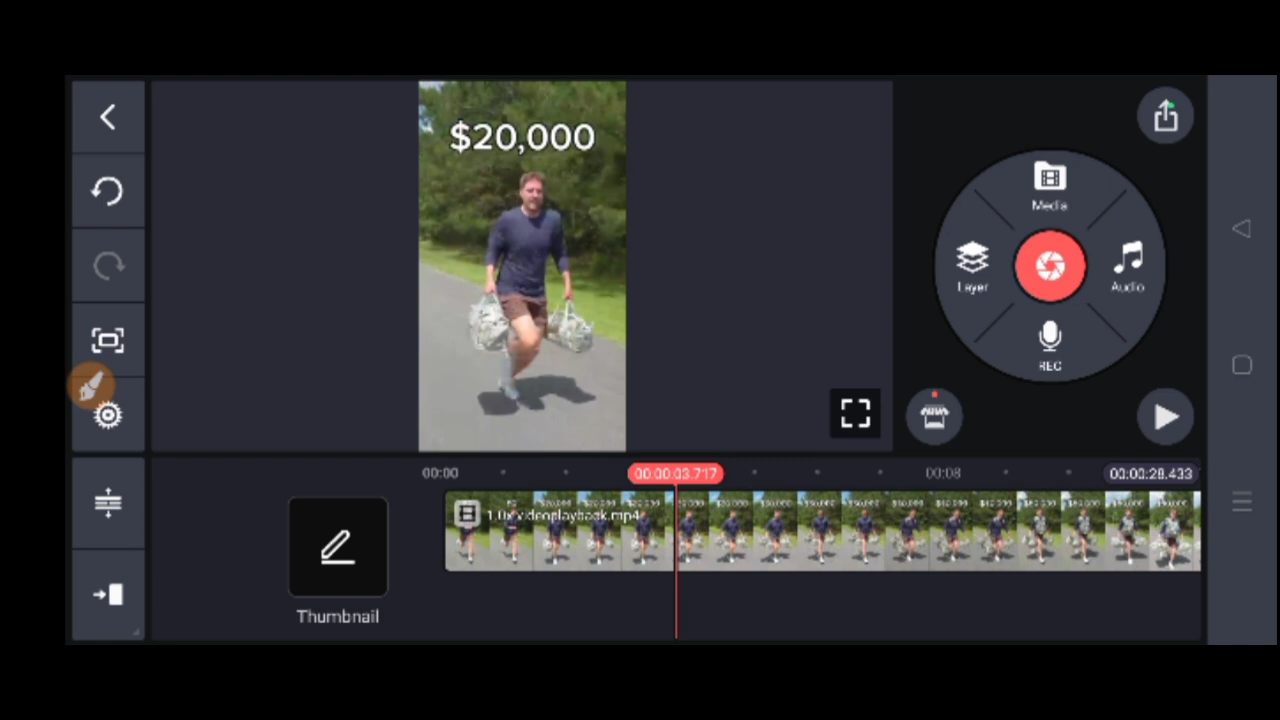 $20,000
Media
Layer
Audio
REC
00:00
00:00:03.717
00:08
00:00:28.433
1.0x videoplayback.mp4
Thumbnail